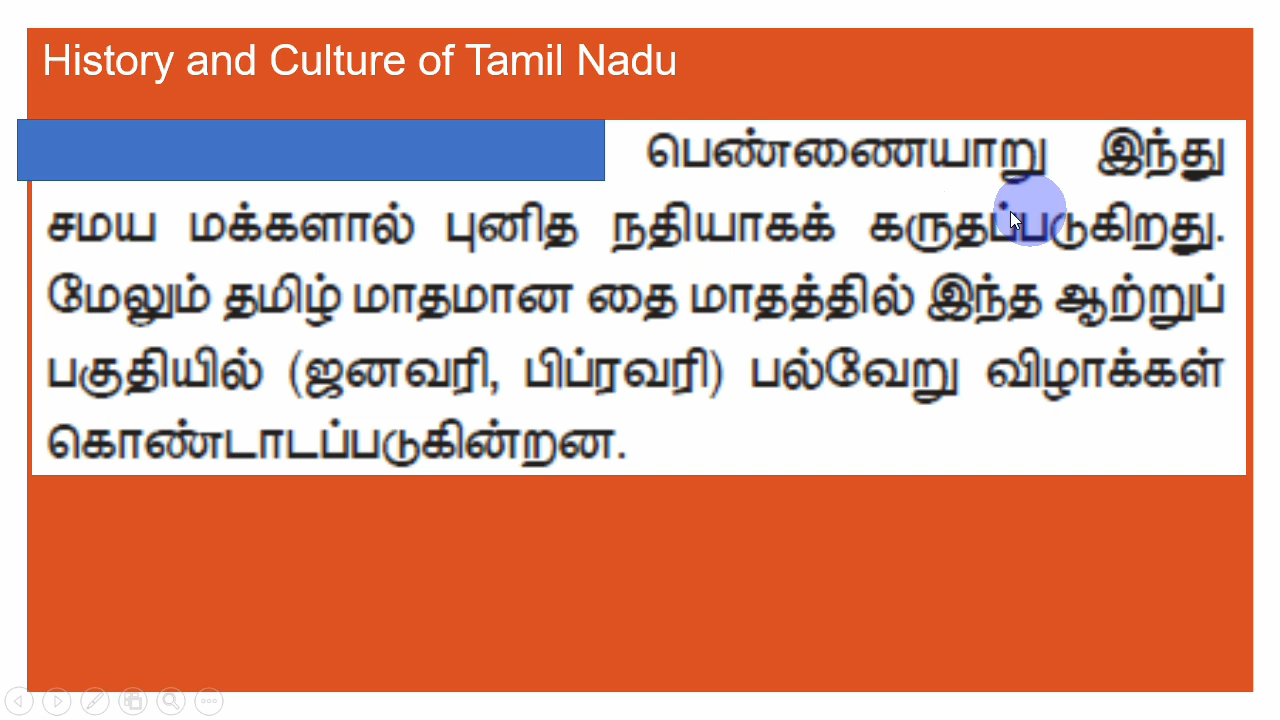 History and Culture of Tamil Nadu
பெண்ணையாறு இந்து
சமய மக்களால் புனித நதியாகக் கருதப்படுகிறது.
மேலும் தமிழ் மாதமான தை மாதத்தில் இந்த ஆற்றுப்
பகுதியில் (ஜனவரி, பிப்ரவரி) பல்வேறு விழாக்கள்
கொண்டாடப்படுகின்றன.